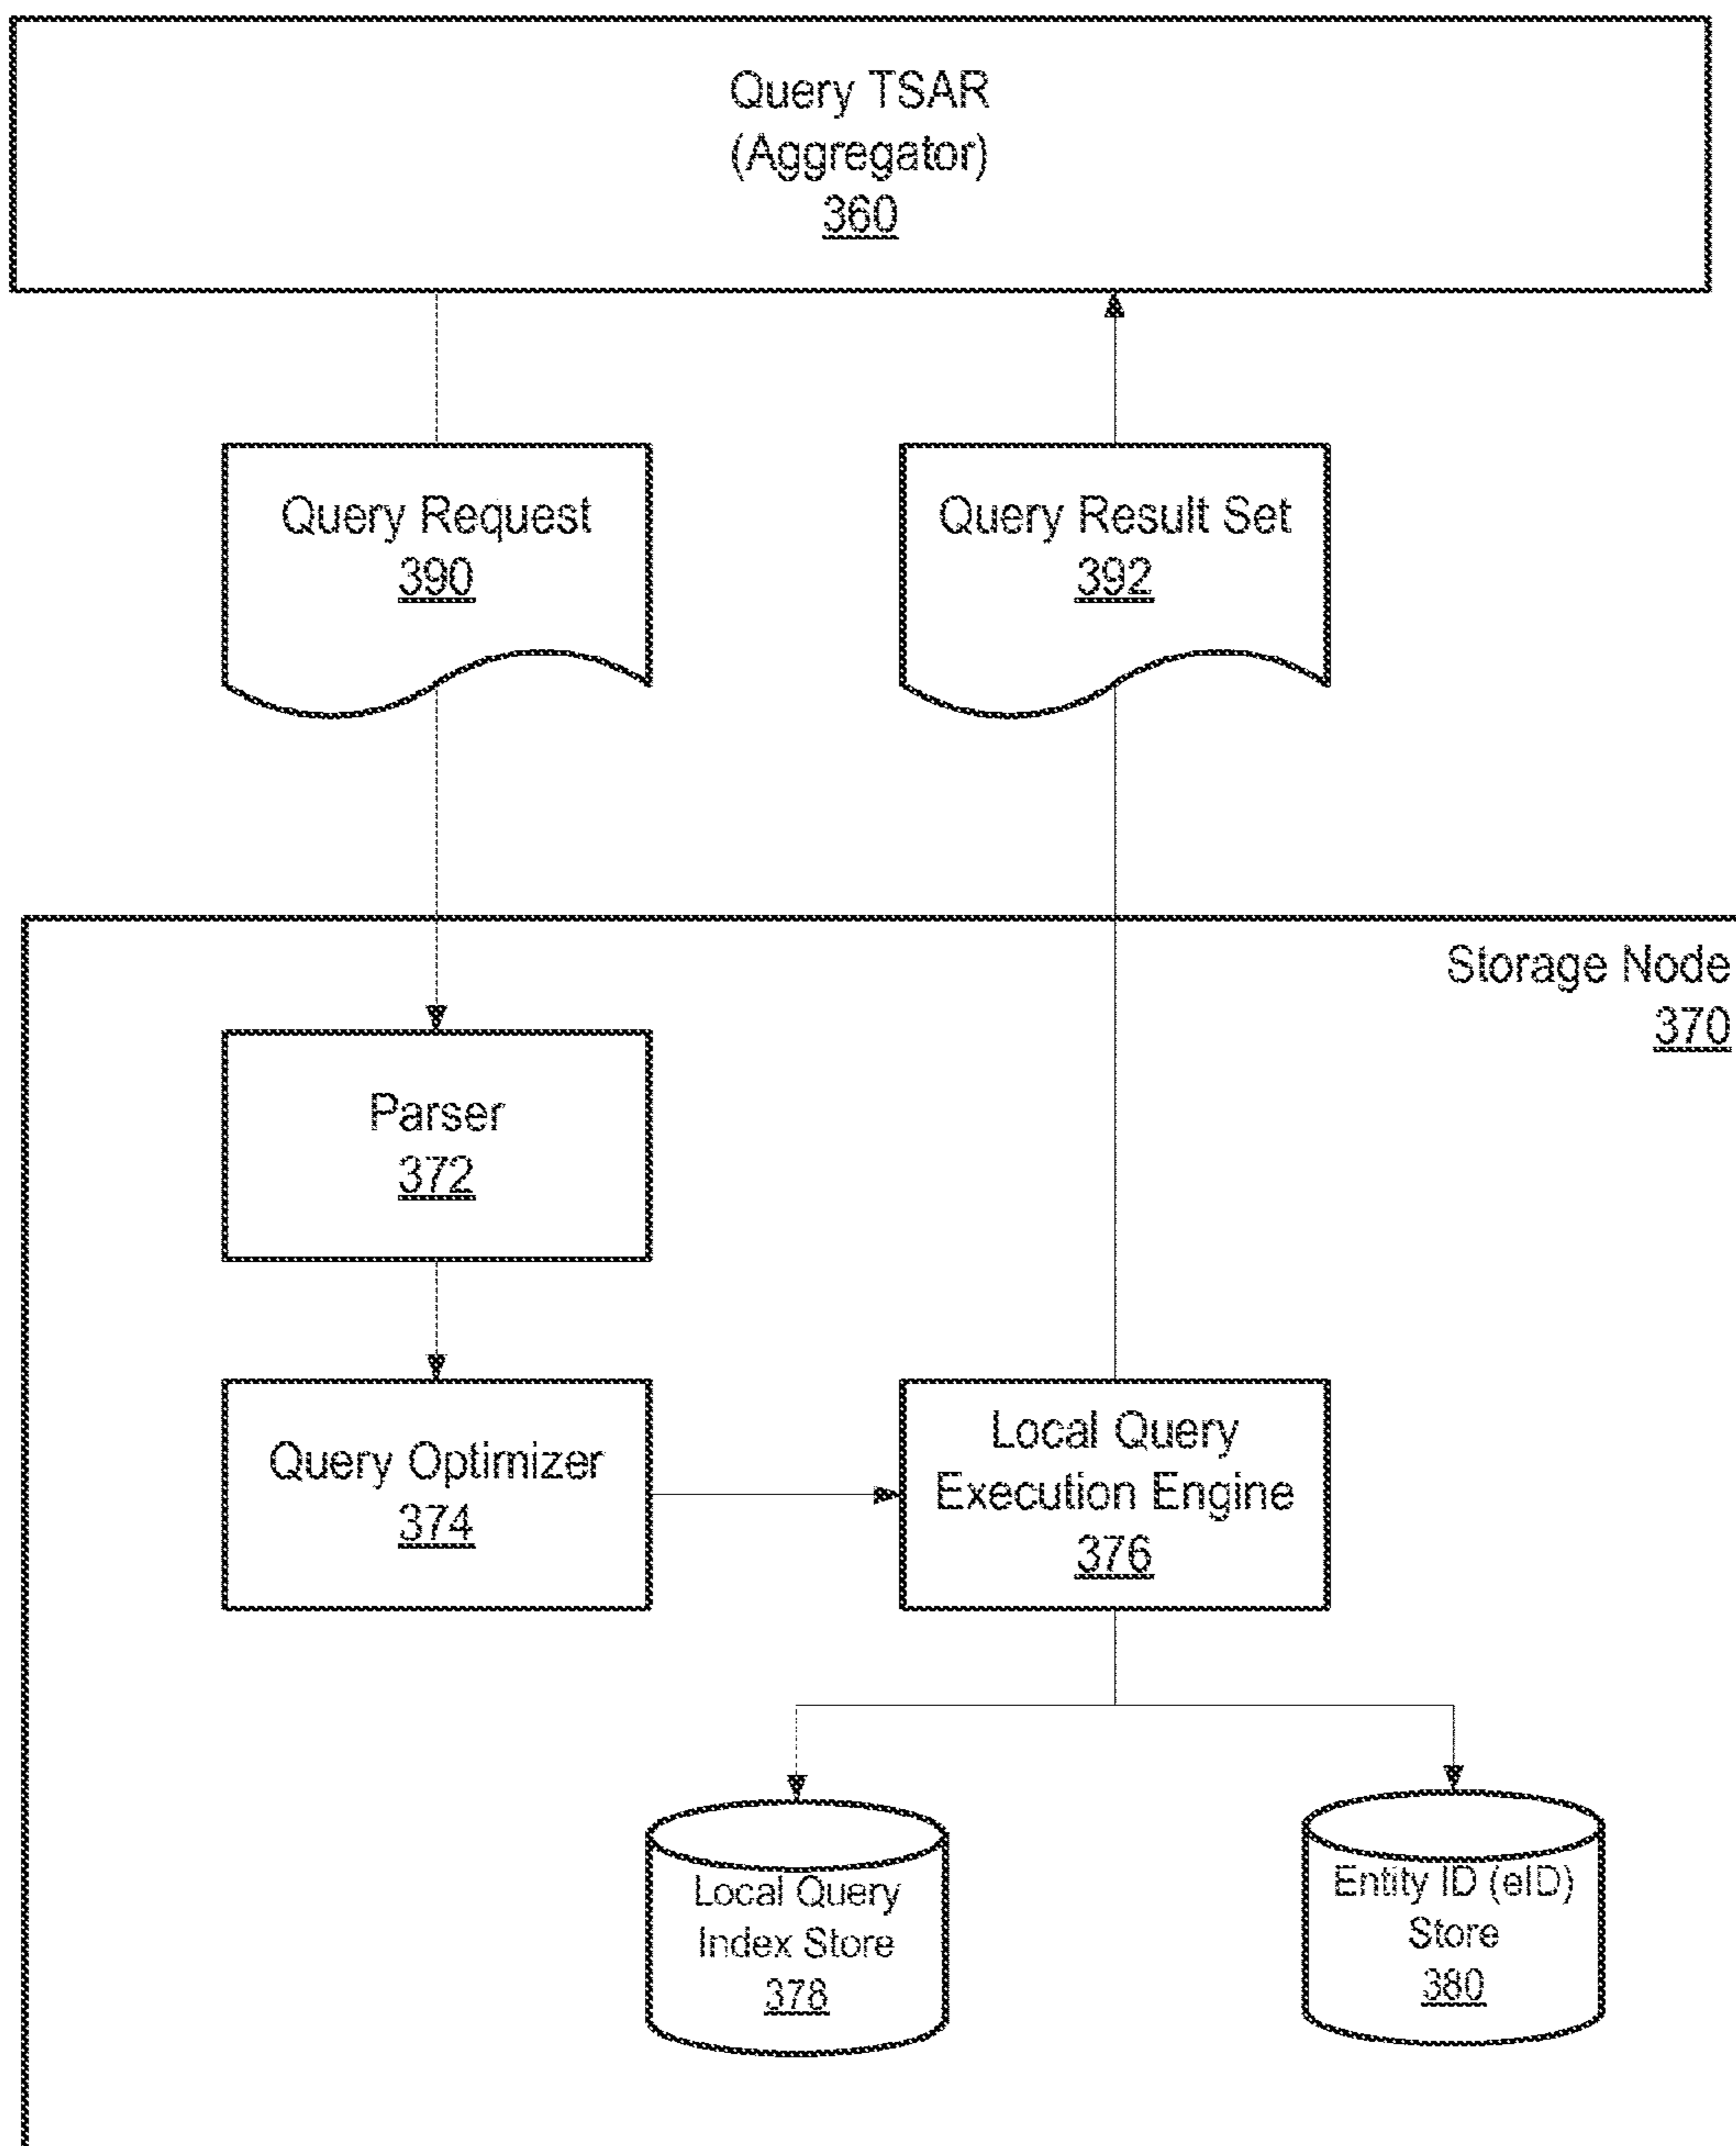 Query TSAR
(Aggregator)
360
Query Request
390
Query Result Set
392
Storage Node
370
Parser
372
Query Optimizer
374
Local Query
Execution Engine
376
Local Query
Index Store
378
Entity ID (eID)
Store
380